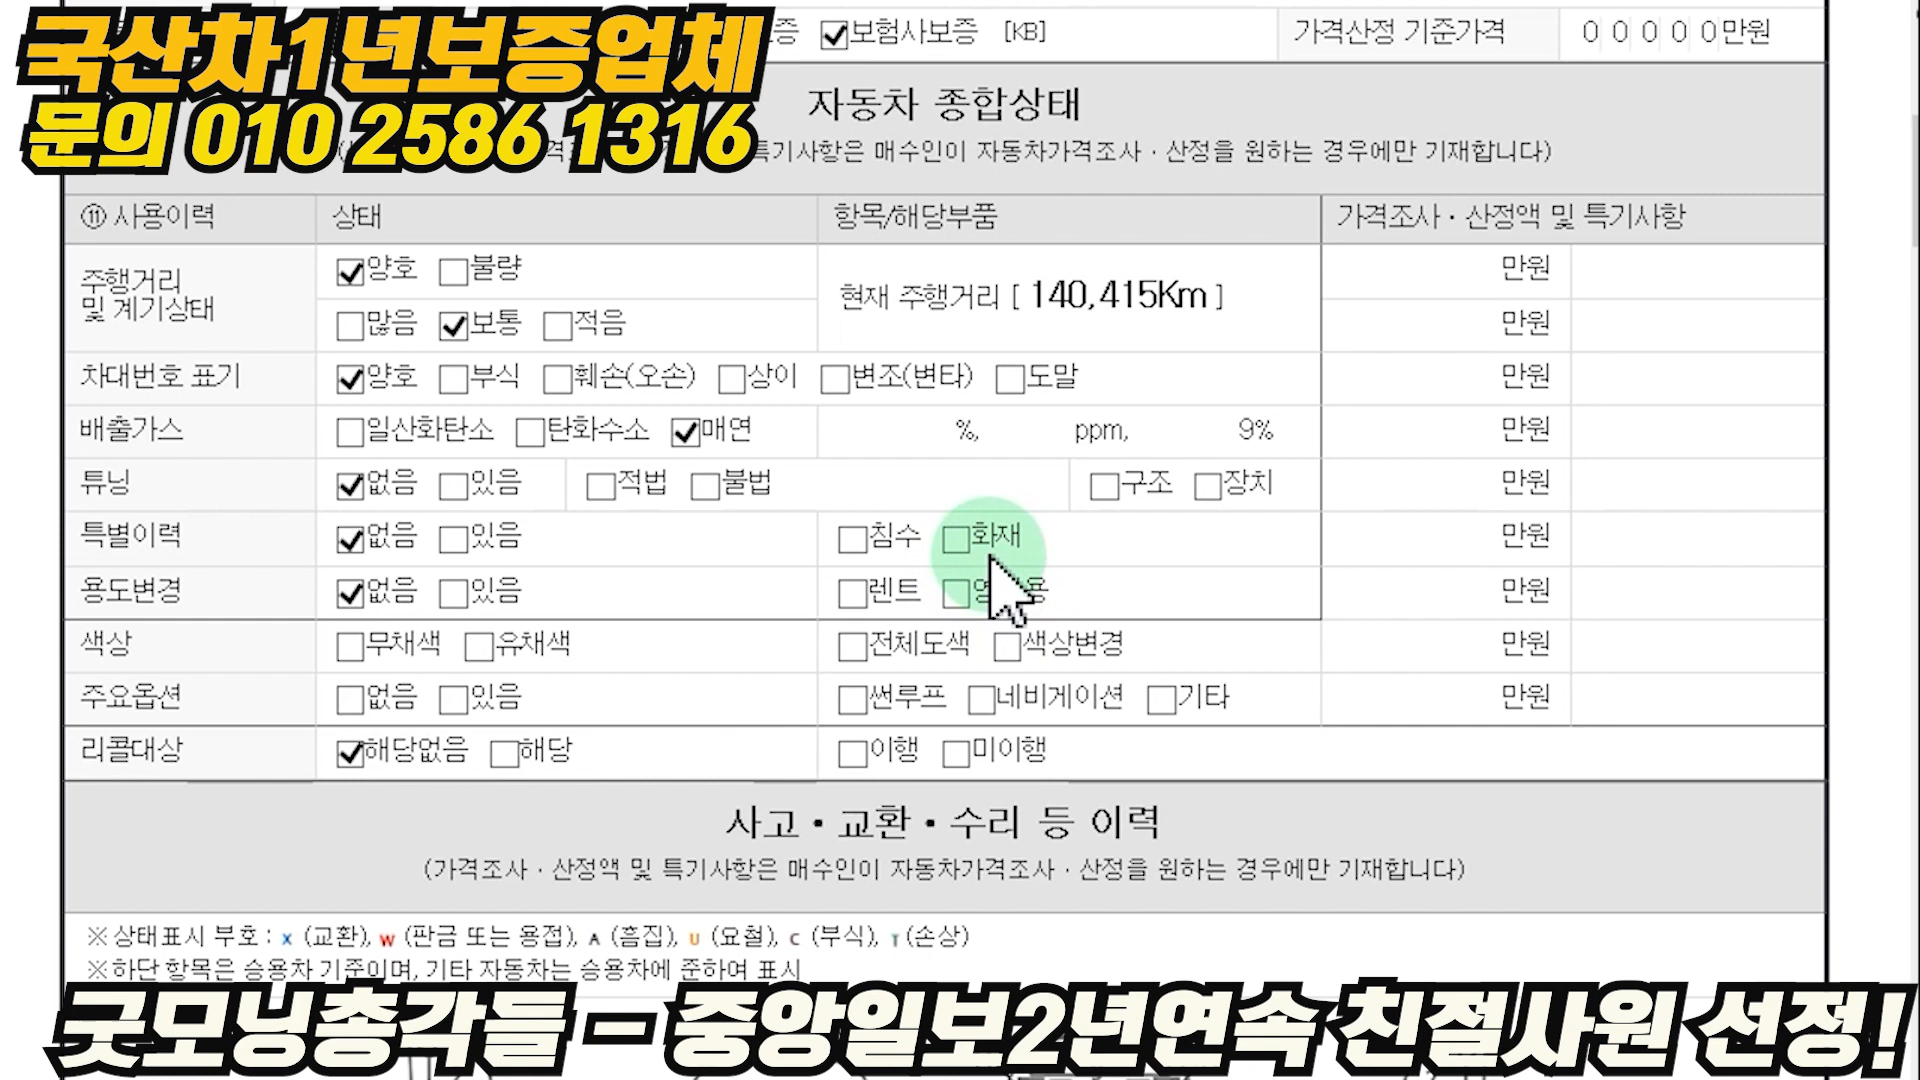 국산차1년보증업체
문의 010 2586 1316
증 ☑보험사보증 [KB] 가격산정 기준가격 0 0 0 0 0만원
자동차 종합상태
특기사항은 매수인이 자동차가격조사 · 산정을 원하는 경우에만 기재합니다)
⑪ 사용이력 상태 항목/해당부품 가격조사 · 산정액 및 특기사항
주행거리 및 계기상태 ☑양호 ☐불량 현재 주행거리 [ 140,415Km ] 만원
☐많음 ☑보통 ☐적음 만원
차대번호 표기 ☑양호 ☐부식 ☐훼손(오손) ☐상이 ☐변조(변타) ☐도말 만원
배출가스 ☐일산화탄소 ☐탄화수소 ☑매연 %, ppm, 9% 만원
튜닝 ☑없음 ☐있음 ☐적법 ☐불법 ☐구조 ☐장치 만원
특별이력 ☑없음 ☐있음 ☐침수 ☐화재 만원
용도변경 ☑없음 ☐있음 ☐렌트 ☐ 만원
색상 ☐무채색 ☐유채색 ☐전체도색 ☐색상변경 만원
주요옵션 ☐없음 ☐있음 ☐썬루프 ☐네비게이션 ☐기타 만원
리콜대상 ☑해당없음 ☐해당 ☐이행 ☐미이행
사고 · 교환 · 수리 등 이력
(가격조사 · 산정액 및 특기사항은 매수인이 자동차가격조사 · 산정을 원하는 경우에만 기재합니다)
※ 상태표시 부호 : X (교환), W (판금 또는 용접), A (흠집), U (요철), C (부식), T (손상)
※ 하단 항목은 승용차 기준이며, 기타 자동차는 승용차에 준하여 표시
굿모닝총각들 - 중앙일보2년연속 친절사원 선정!